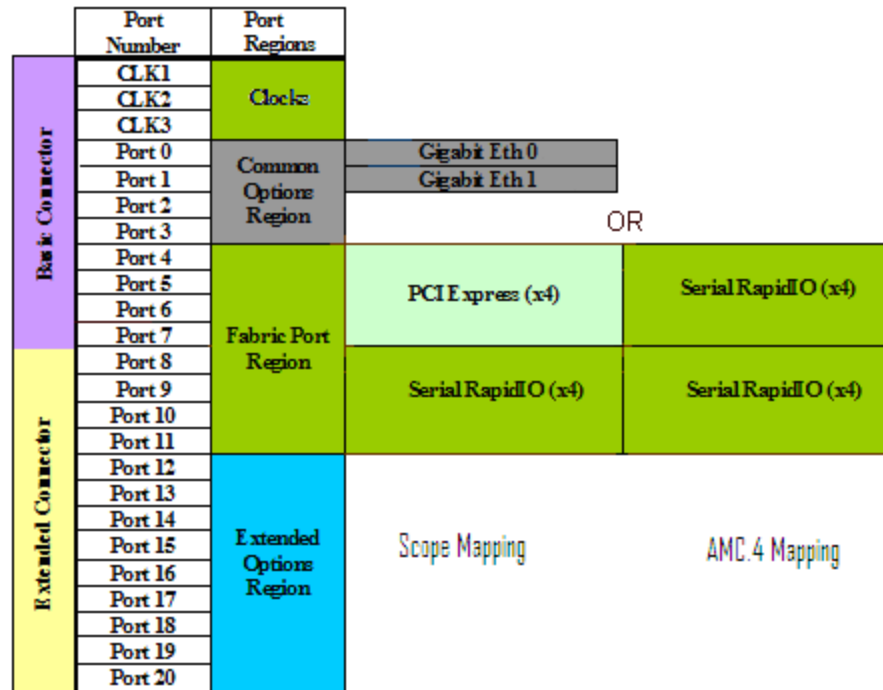 Port Number
Port Regions
Basic Connector
Extended Connector
CLK1
CLK2
CLK3
Clocks
Port 0
Port 1
Port 2
Port 3
Common
Options
Region
Gigabit Eth 0
Gigabit Eth 1
OR
Port 4
Port 5
Port 6
Port 7
Port 8
Port 9
Port 10
Port 11
Fabric Port
Region
PCI Express (x4)
Serial RapidIO (x4)
Serial RapidIO (x4)
Serial RapidIO (x4)
Port 12
Port 13
Port 14
Port 15
Port 16
Port 17
Port 18
Port 19
Port 20
Extended
Options
Region
Scope Mapping
AMC.4 Mapping